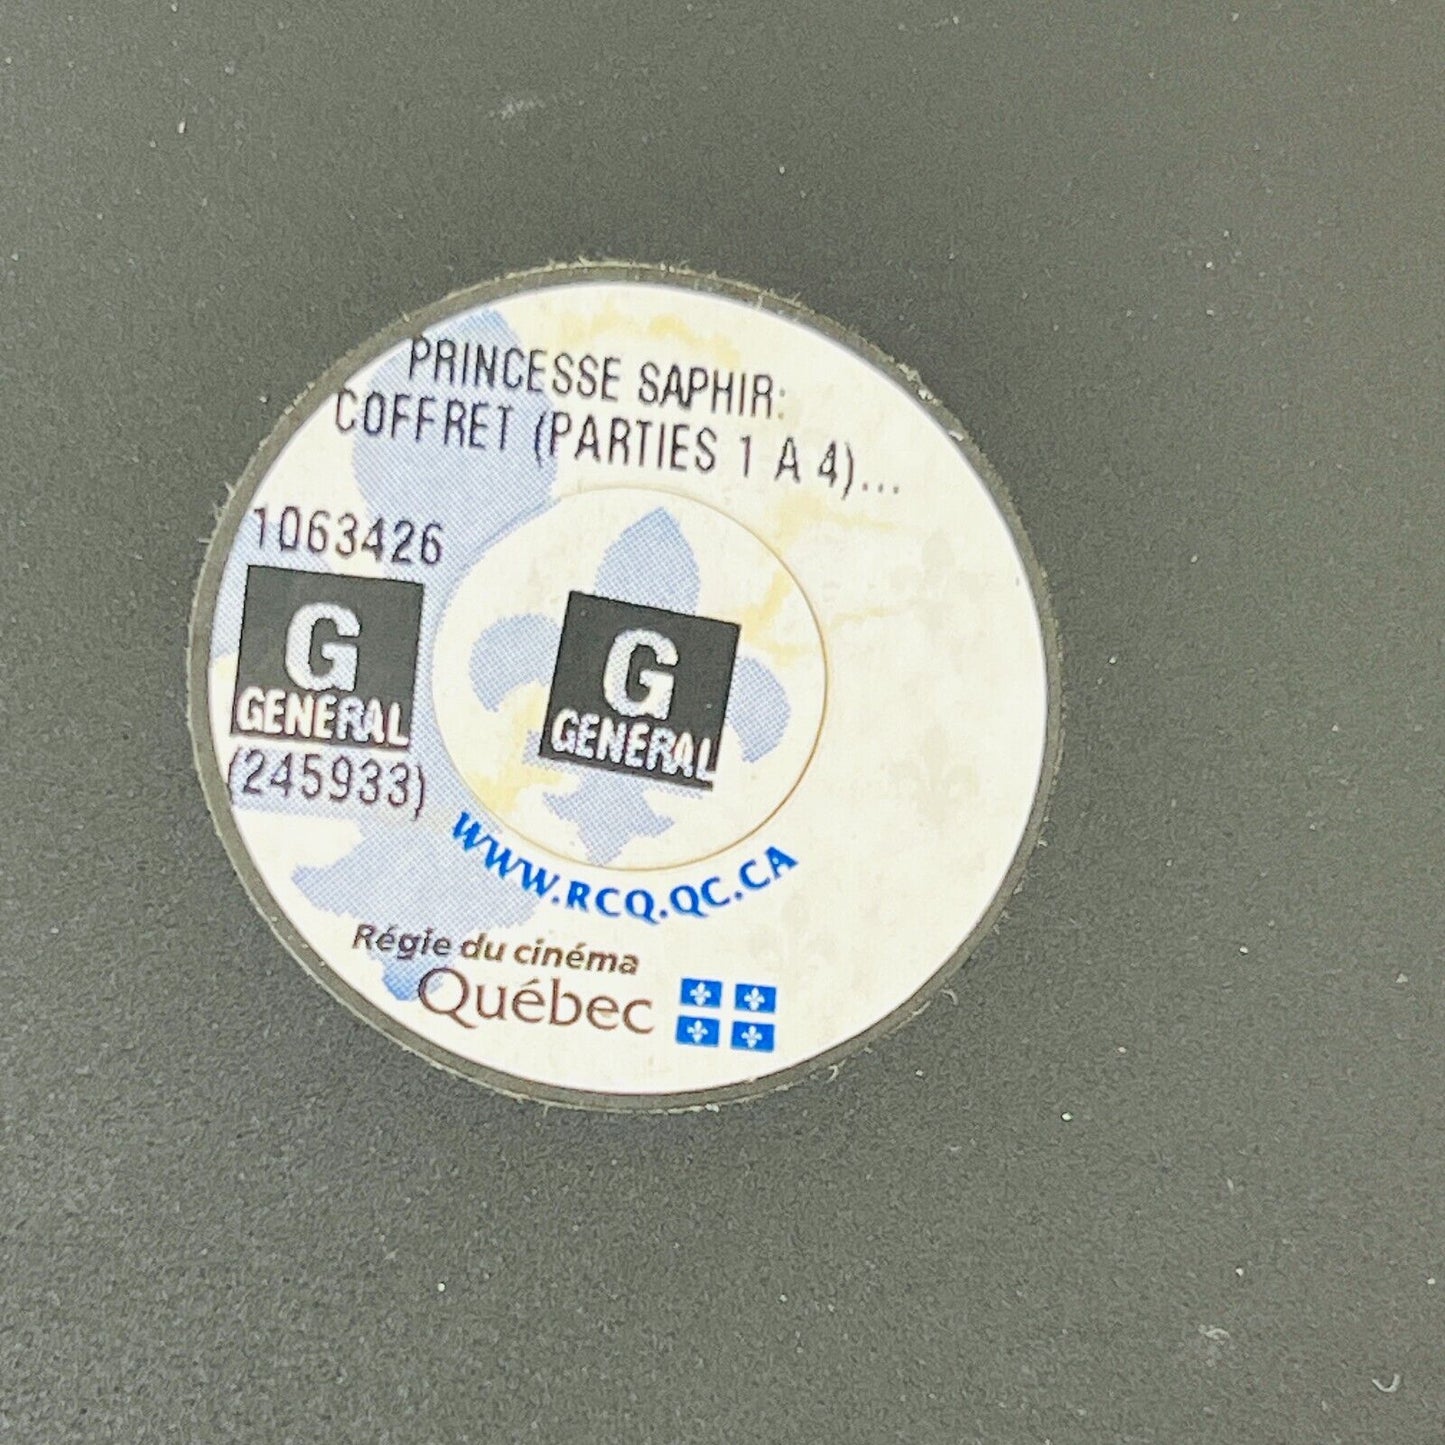 PRINCESSE SAPHIR:
COFFRET (PARTIES 1 A 4)...
1063426
G
GENERAL
(245933)
G
GENERAL
WWW.RCQ.QC.CA
Régie du cinéma
Québec